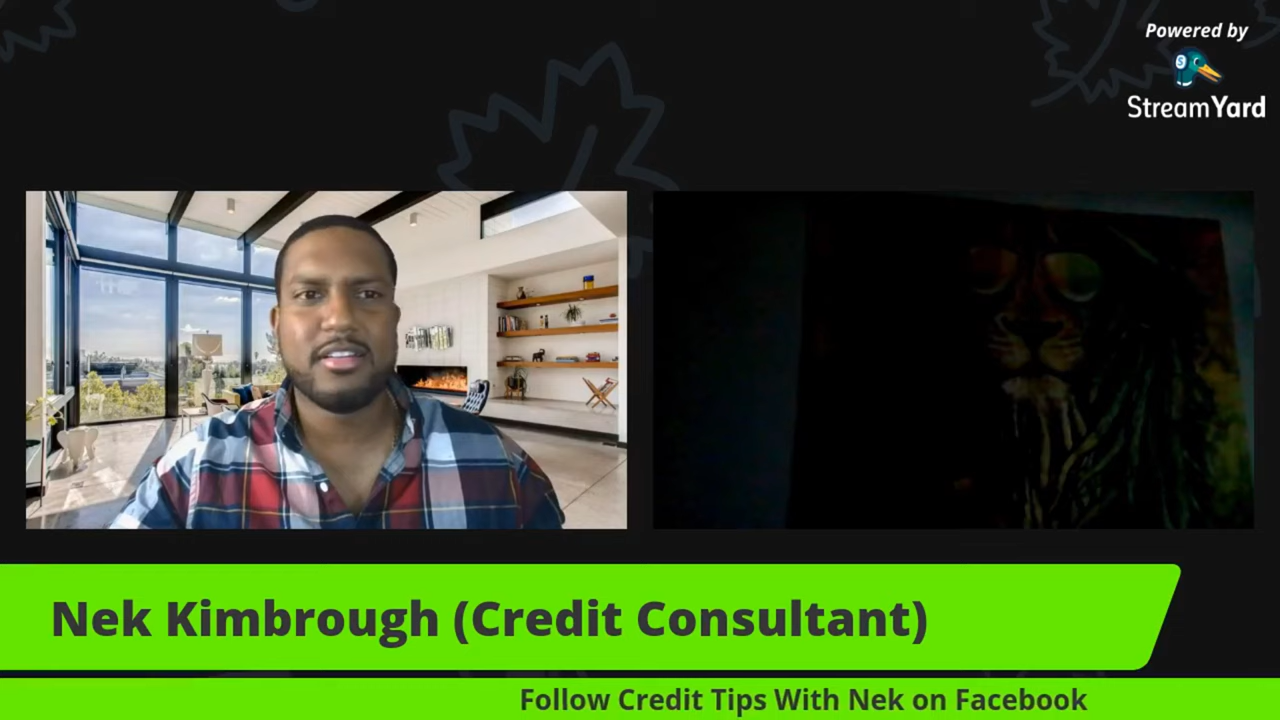 Powered by
StreamYard
Nek Kimbrough (Credit Consultant)
Follow Credit Tips With Nek on Facebook